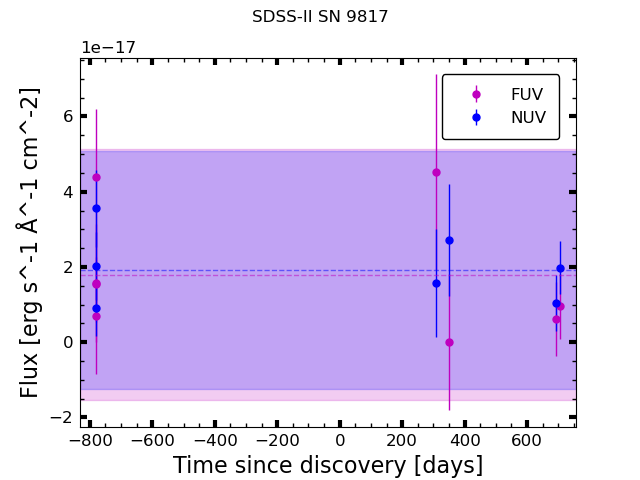 SDSS-II SN 9817
1e−17
FUV
NUV
6
4
2
0
−2
−800 −600 −400 −200 0 200 400 600
Flux [erg s^-1 Å^-1 cm^-2]
Time since discovery [days]